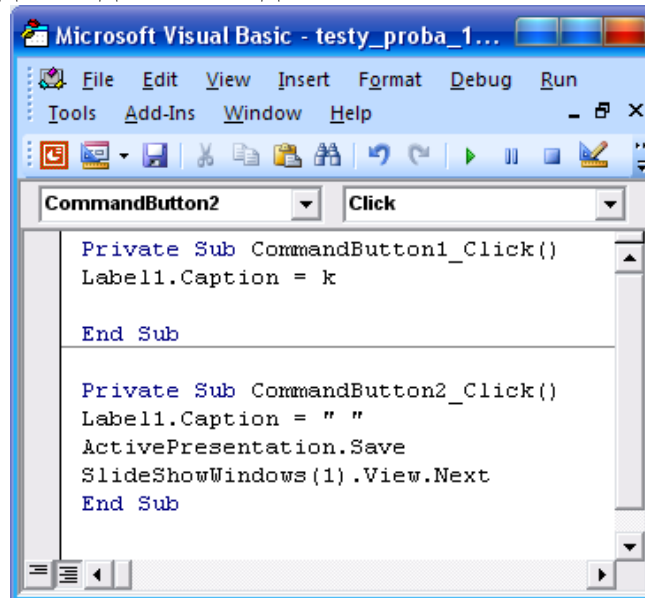 Microsoft Visual Basic - testy_proba_1...
File Edit View Insert Format Debug Run
Tools Add-Ins Window Help
CommandButton2 Click
Private Sub CommandButton1_Click()
Label1.Caption = k
End Sub
Private Sub CommandButton2_Click()
Label1.Caption = " "
ActivePresentation.Save
SlideShowWindows(1).View.Next
End Sub